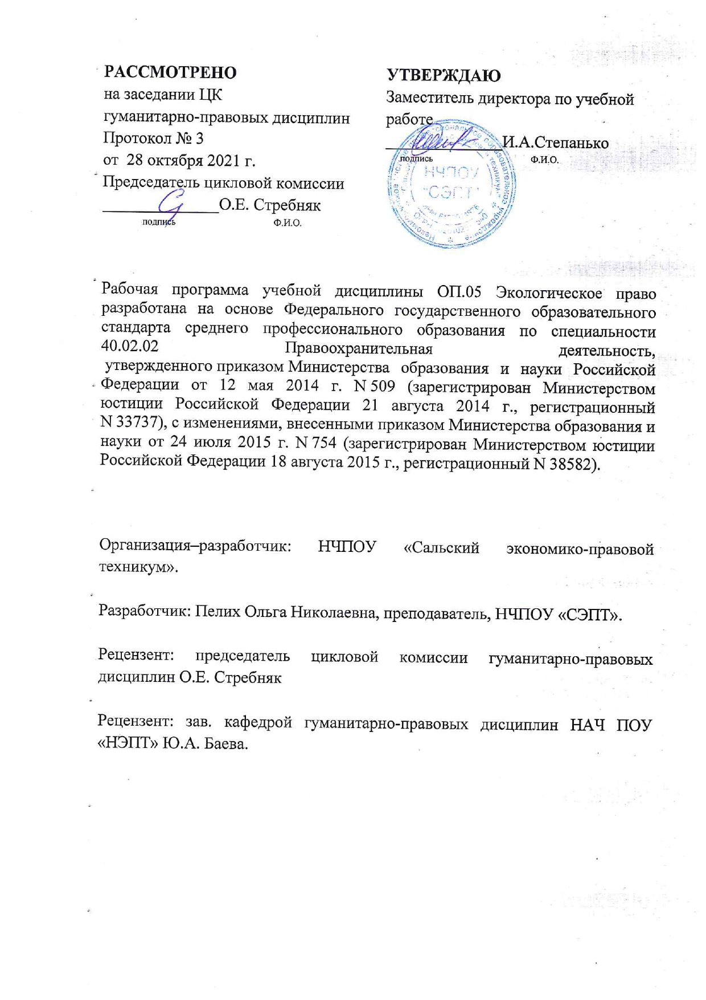 РАССМОТРЕНО
на заседании ЦК
гуманитарно-правовых дисциплин
Протокол № 3
от 28 октября 2021 г.
Председатель цикловой комиссии
_______________О.Е. Стребняк
подпись Ф.И.О.
УТВЕРЖДАЮ
Заместитель директора по учебной
работе
_______________И.А.Степанько
подпись Ф.И.О.
НЧПОУ
"СЭПТ"
Рабочая программа учебной дисциплины ОП.05 Экологическое право
разработана на основе Федерального государственного образовательного
стандарта среднего профессионального образования по специальности
40.02.02 Правоохранительная деятельность,
утвержденного приказом Министерства образования и науки Российской
Федерации от 12 мая 2014 г. N 509 (зарегистрирован Министерством
юстиции Российской Федерации 21 августа 2014 г., регистрационный
N 33737), с изменениями, внесенными приказом Министерства образования и
науки от 24 июля 2015 г. N 754 (зарегистрирован Министерством юстиции
Российской Федерации 18 августа 2015 г., регистрационный N 38582).
Организация–разработчик: НЧПОУ «Сальский экономико-правовой
техникум».
Разработчик: Пелих Ольга Николаевна, преподаватель, НЧПОУ «СЭПТ».
Рецензент: председатель цикловой комиссии гуманитарно-правовых
дисциплин О.Е. Стребняк
Рецензент: зав. кафедрой гуманитарно-правовых дисциплин НАЧ ПОУ
«НЭПТ» Ю.А. Баева.